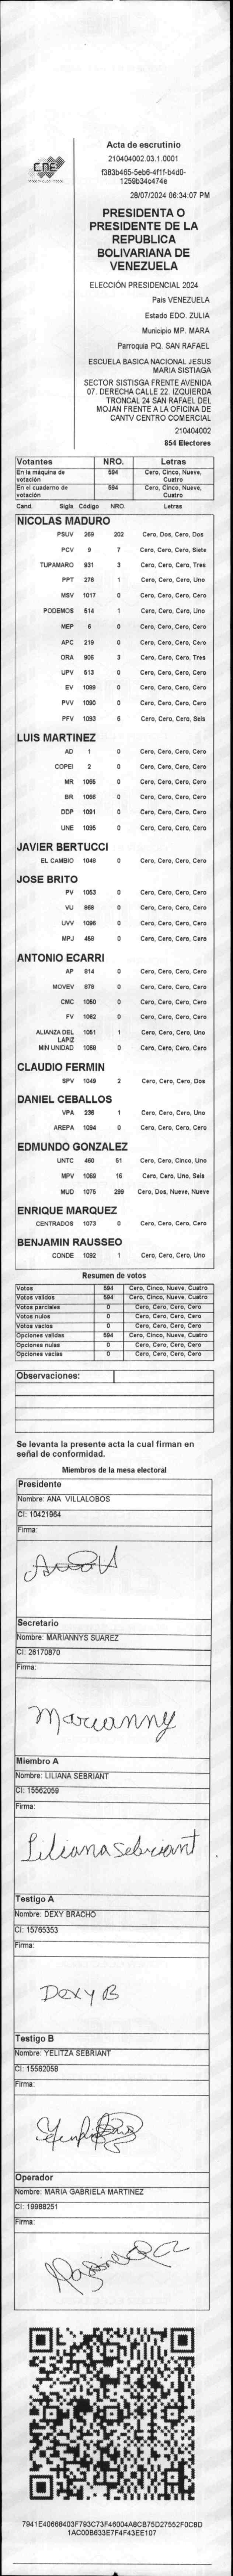 CNE
Acta de escrutinio
210404002.03.1.0001
f383b465-5eb6-4f1f-b4d0-
1259b34c474e
28/07/2024 06:34:07 PM
PRESIDENTA O
PRESIDENTE DE LA
REPUBLICA
BOLIVARIANA DE
VENEZUELA
ELECCIÓN PRESIDENCIAL 2024
Pais VENEZUELA
Estado EDO. ZULIA
Municipio MP. MARA
Parroquia PQ. SAN RAFAEL
ESCUELA BASICA NACIONAL JESUS
MARIA SISTIAGA
SECTOR SISTISGA FRENTE AVENIDA
07. DERECHA CALLE 22. IZQUIERDA
TRONCAL 24 SAN RAFAEL DEL
MOJAN FRENTE A LA OFICINA DE
CANTV CENTRO COMERCIAL
210404002
854 Electores
Votantes NRO. Letras
En la máquina de votación 594 Cero, Cinco, Nueve, Cuatro
En el cuaderno de votación 594 Cero, Cinco, Nueve, Cuatro
Cand. Sigla Código NRO. Letras
NICOLAS MADURO
PSUV 269 202 Cero, Dos, Cero, Dos
PCV 9 7 Cero, Cero, Cero, Siete
TUPAMARO 931 3 Cero, Cero, Cero, Tres
PPT 276 1 Cero, Cero, Cero, Uno
MSV 1017 0 Cero, Cero, Cero, Cero
PODEMOS 514 1 Cero, Cero, Cero, Uno
MEP 6 0 Cero, Cero, Cero, Cero
APC 219 0 Cero, Cero, Cero, Cero
ORA 906 3 Cero, Cero, Cero, Tres
UPV 513 0 Cero, Cero, Cero, Cero
EV 1089 0 Cero, Cero, Cero, Cero
PVV 1090 0 Cero, Cero, Cero, Cero
PFV 1093 6 Cero, Cero, Cero, Seis
LUIS MARTINEZ
AD 1 0 Cero, Cero, Cero, Cero
COPEI 2 0 Cero, Cero, Cero, Cero
MR 1065 0 Cero, Cero, Cero, Cero
BR 1066 0 Cero, Cero, Cero, Cero
DDP 1091 0 Cero, Cero, Cero, Cero
UNE 1095 0 Cero, Cero, Cero, Cero
JAVIER BERTUCCI
EL CAMBIO 1048 0 Cero, Cero, Cero, Cero
JOSE BRITO
PV 1053 0 Cero, Cero, Cero, Cero
VU 868 0 Cero, Cero, Cero, Cero
UVV 1096 0 Cero, Cero, Cero, Cero
MPJ 459 0 Cero, Cero, Cero, Cero
ANTONIO ECARRI
AP 814 0 Cero, Cero, Cero, Cero
MOVEV 878 0 Cero, Cero, Cero, Cero
CMC 1050 0 Cero, Cero, Cero, Cero
FV 1062 0 Cero, Cero, Cero, Cero
ALIANZA DEL LAPIZ 1051 1 Cero, Cero, Cero, Uno
MIN UNIDAD 1068 0 Cero, Cero, Cero, Cero
CLAUDIO FERMIN
SPV 1049 2 Cero, Cero, Cero, Dos
DANIEL CEBALLOS
VPA 236 1 Cero, Cero, Cero, Uno
AREPA 1094 0 Cero, Cero, Cero, Cero
EDMUNDO GONZALEZ
UNTC 460 51 Cero, Cero, Cinco, Uno
MPV 1069 16 Cero, Cero, Uno, Seis
MUD 1075 299 Cero, Dos, Nueve, Nueve
ENRIQUE MARQUEZ
CENTRADOS 1073 0 Cero, Cero, Cero, Cero
BENJAMIN RAUSSEO
CONDE 1092 1 Cero, Cero, Cero, Uno
Resumen de votos
Votos 594 Cero, Cinco, Nueve, Cuatro
Votos validos 594 Cero, Cinco, Nueve, Cuatro
Votos parciales 0 Cero, Cero, Cero, Cero
Votos nulos 0 Cero, Cero, Cero, Cero
Votos vacios 0 Cero, Cero, Cero, Cero
Opciones validas 594 Cero, Cinco, Nueve, Cuatro
Opciones nulas 0 Cero, Cero, Cero, Cero
Opciones vacias 0 Cero, Cero, Cero, Cero
Observaciones:
Se levanta la presente acta la cual firman en
señal de conformidad.
Miembros de la mesa electoral
Presidente
Nombre: ANA VILLALOBOS
CI: 10421964
Firma:
Secretario
Nombre: MARIANNYS SUAREZ
CI: 26170870
Firma:
Marianny
Miembro A
Nombre: LILIANA SEBRIANT
CI: 15562059
Firma:
Liliana Sebriant
Testigo A
Nombre: DEXY BRACHO
CI: 15765353
Firma:
Dexy B
Testigo B
Nombre: YELITZA SEBRIANT
CI: 15562058
Firma:
Operador
Nombre: MARIA GABRIELA MARTINEZ
CI: 19988251
Firma:
7941E40668403F793C73F46004A8CB75D27552F0C8D
1AC00B633E7F4F43EE107